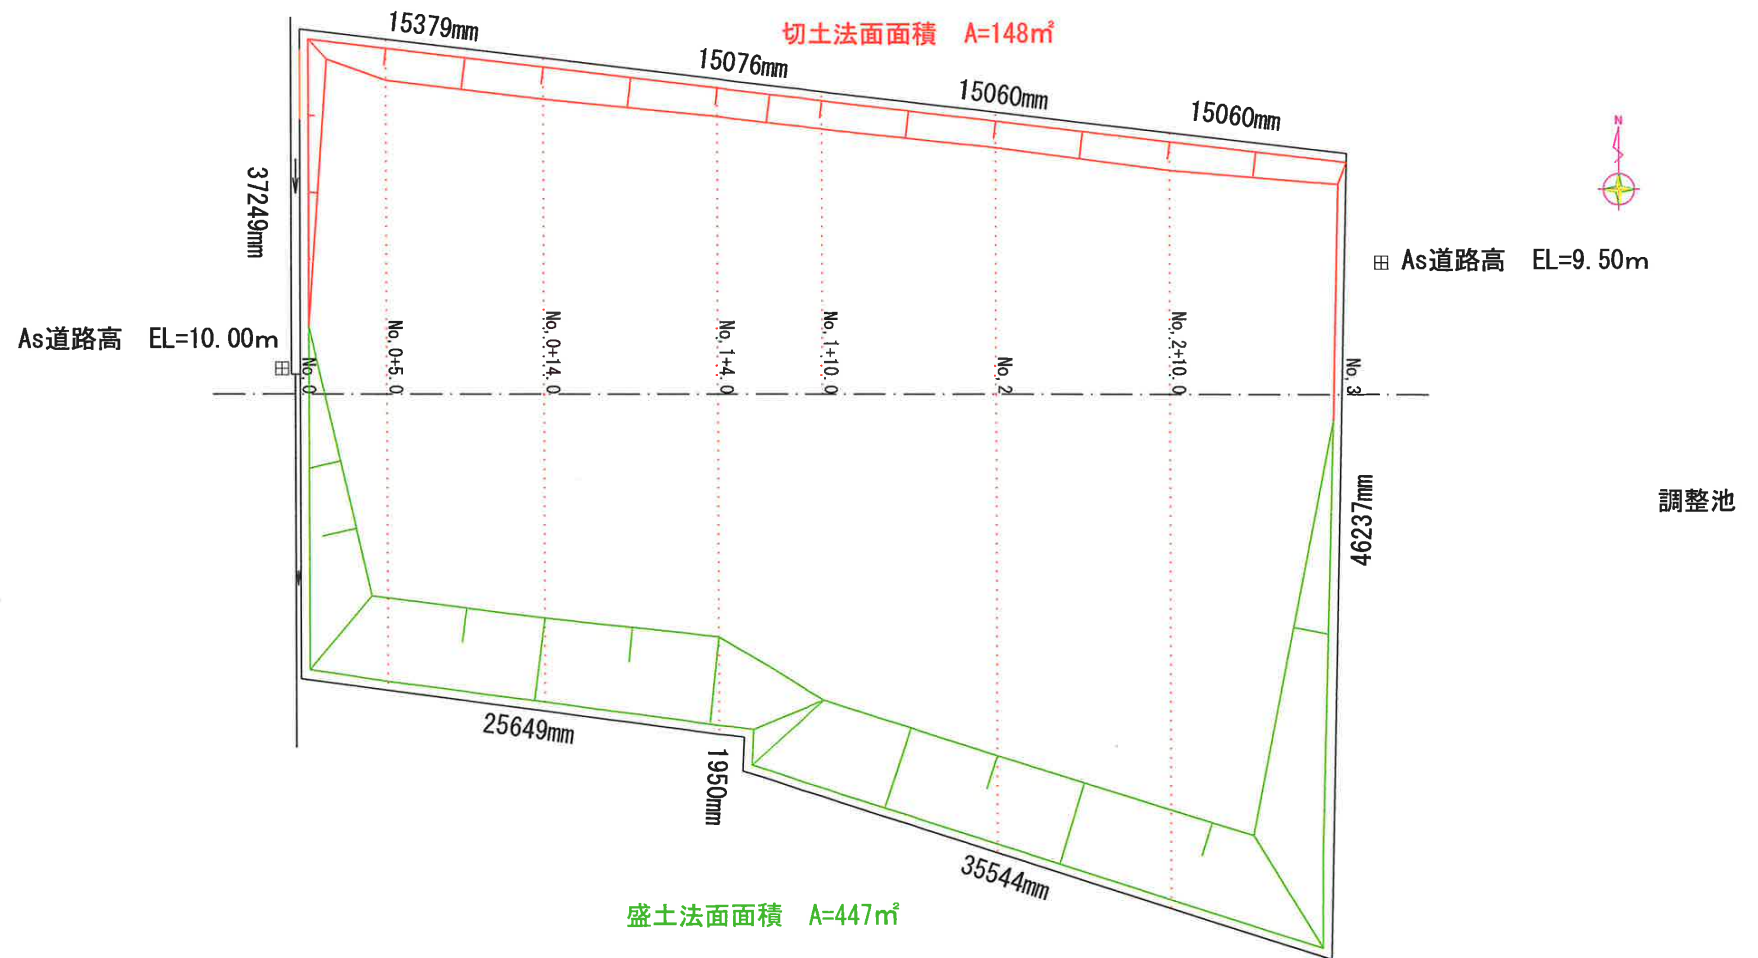 15379mm
切土法面面積　A=148㎡
15076mm
15060mm
15060mm
N
37249mm
As道路高　EL=9.50m
As道路高　EL=10.00m
No,0
No,0+5.0
No,0+14.0
No,1+4.0
No,1+10.0
No,2
No,2+10.0
No,3
46237mm
調整池
25649mm
1950mm
35544mm
盛土法面面積　A=447㎡